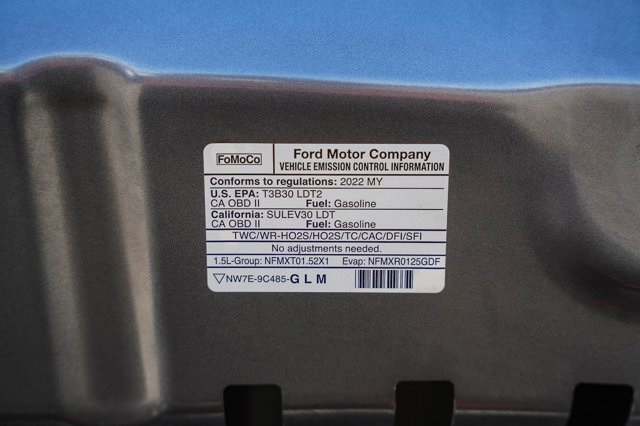 FoMoCo Ford Motor Company
VEHICLE EMISSION CONTROL INFORMATION
Conforms to regulations: 2022 MY
U.S. EPA: T3B30 LDT2
CA OBD II Fuel: Gasoline
California: SULEV30 LDT
CA OBD II Fuel: Gasoline
TWC/WR-HO2S/HO2S/TC/CAC/DFI/SFI
No adjustments needed.
1.5L-Group: NFMXT01.52X1 Evap: NFMXR0125GDF
NW7E-9C485-GLM